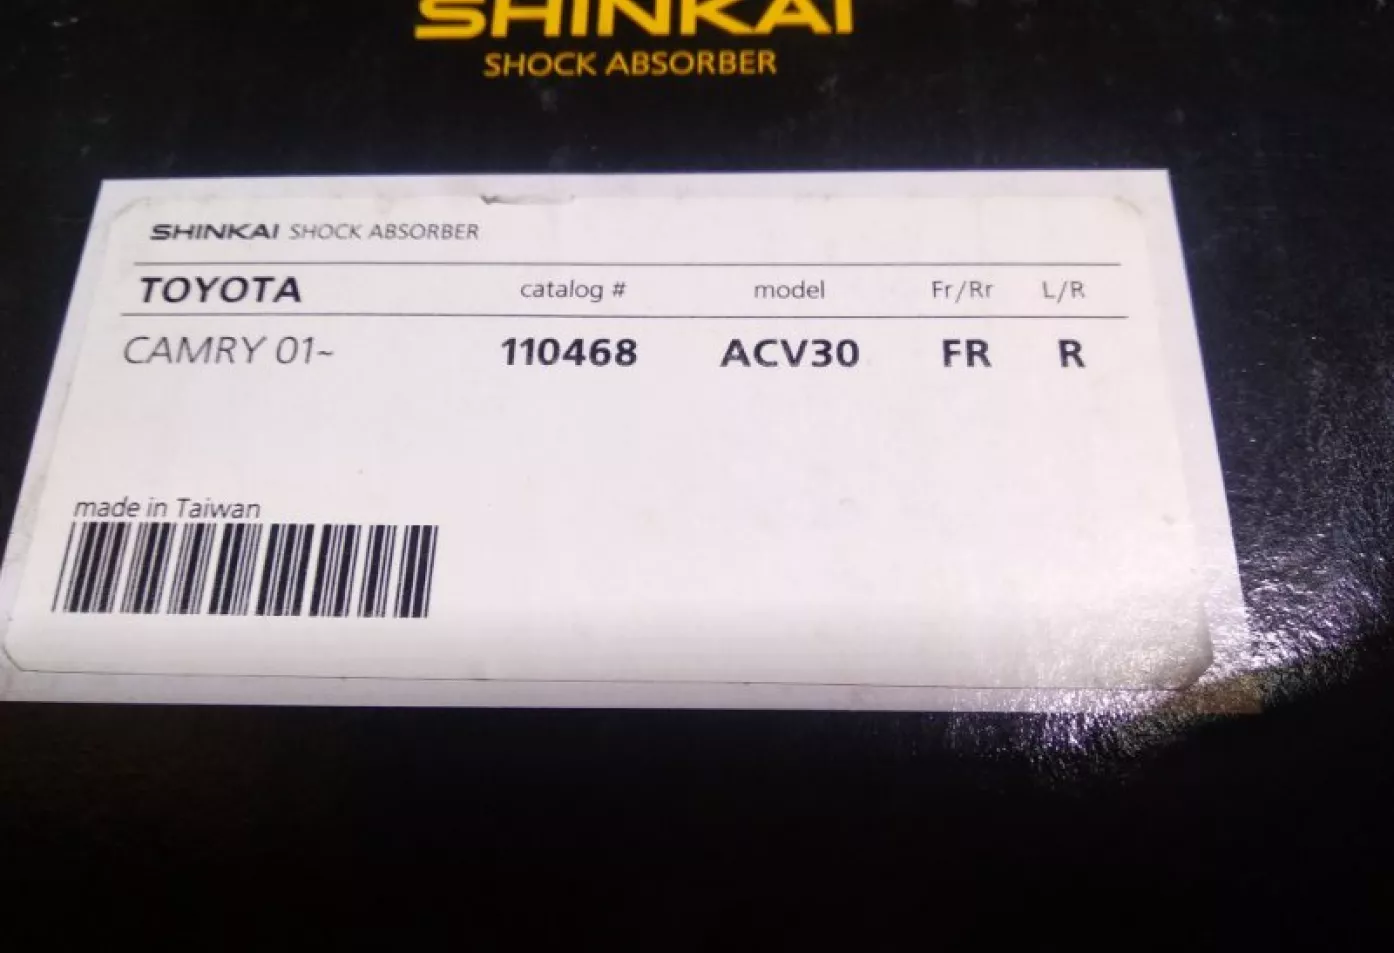 SHINKAI
SHOCK ABSORBER
SHINKAI SHOCK ABSORBER
TOYOTA catalog # model Fr/Rr L/R
CAMRY 01~ 110468 ACV30 FR R
made in Taiwan